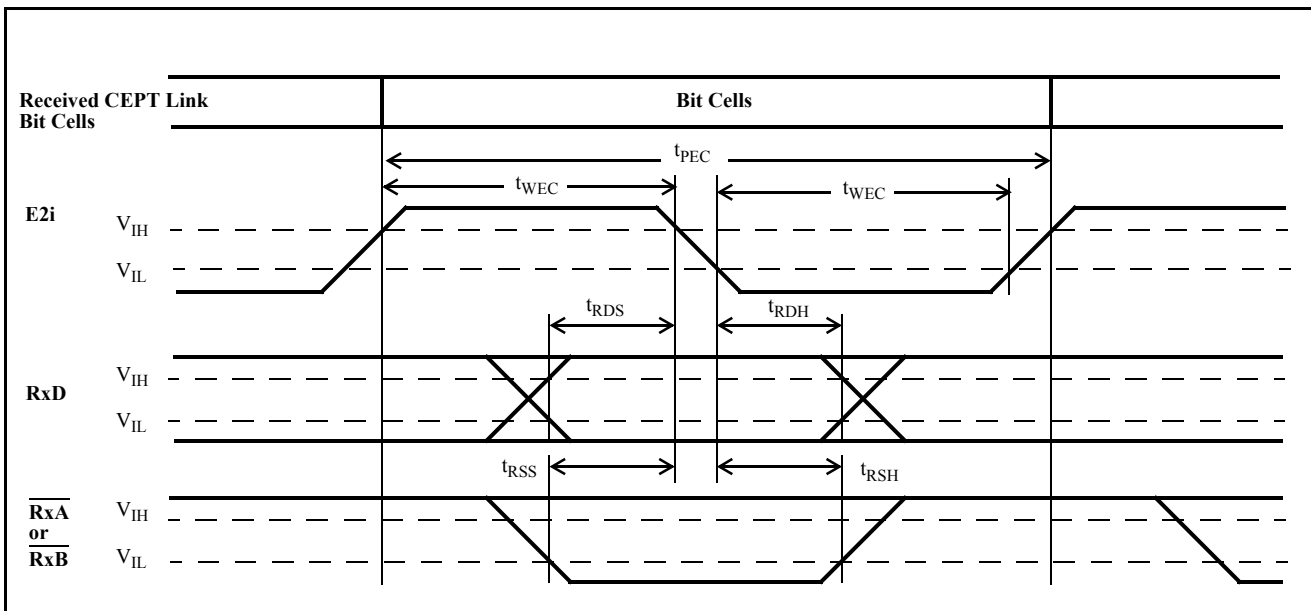 Received CEPT Link
Bit Cells
Bit Cells
tPEC
tWEC
tWEC
E2i
VIH
VIL
tRDS
tRDH
RxD
VIH
VIL
tRSS
tRSH
RxA
or
RxB
VIH
VIL